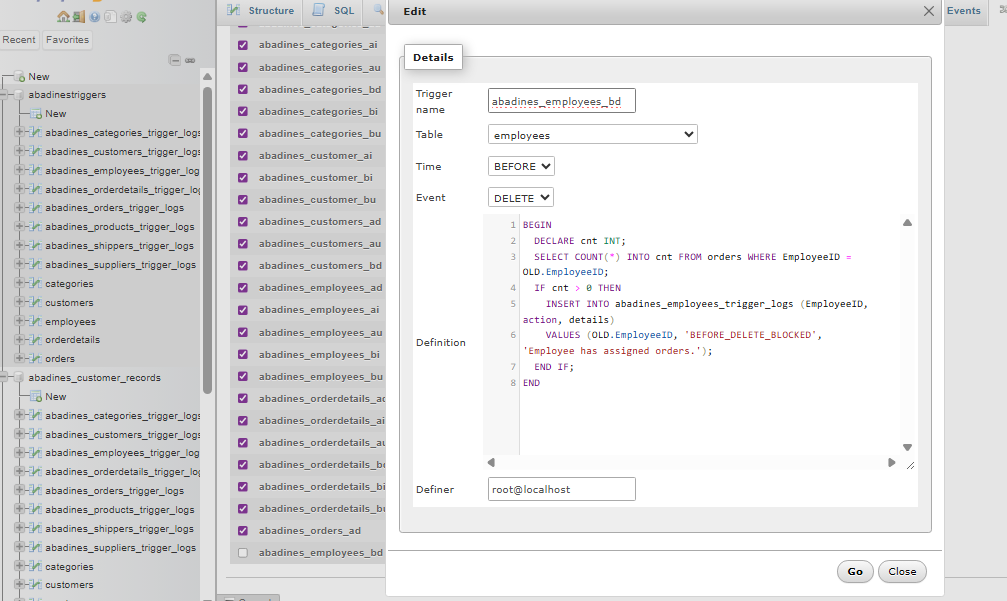 Recent
Favorites
New
abadinestriggers
New
abadines_categories_trigger_logs
abadines_customers_trigger_logs
abadines_employees_trigger_log
abadines_orderdetails_trigger_log
abadines_orders_trigger_logs
abadines_products_trigger_logs
abadines_shippers_trigger_logs
abadines_suppliers_trigger_logs
categories
customers
employees
orderdetails
orders
abadines_customer_records
New
abadines_categories_trigger_logs
abadines_customers_trigger_logs
abadines_employees_trigger_log
abadines_orderdetails_trigger_log
abadines_orders_trigger_logs
abadines_products_trigger_logs
abadines_shippers_trigger_logs
abadines_suppliers_trigger_logs
categories
customers
Structure
SQL
abadines_categories_ai
abadines_categories_au
abadines_categories_bd
abadines_categories_bi
abadines_categories_bu
abadines_customer_ai
abadines_customer_bi
abadines_customer_bu
abadines_customers_ad
abadines_customers_au
abadines_customers_bd
abadines_employees_ad
abadines_employees_ai
abadines_employees_au
abadines_employees_bi
abadines_employees_bu
abadines_orderdetails_ad
abadines_orderdetails_ai
abadines_orderdetails_au
abadines_orderdetails_bd
abadines_orderdetails_bi
abadines_orderdetails_bu
abadines_orders_ad
abadines_employees_bd
Edit
Events
Details
Trigger
name
abadines_employees_bd
Table
employees
Time
BEFORE
Event
DELETE
Definition
1 BEGIN
2 DECLARE cnt INT;
3 SELECT COUNT(*) INTO cnt FROM orders WHERE EmployeeID =
OLD.EmployeeID;
4 IF cnt > 0 THEN
5 INSERT INTO abadines_employees_trigger_logs (EmployeeID,
action, details)
6 VALUES (OLD.EmployeeID, 'BEFORE_DELETE_BLOCKED',
'Employee has assigned orders.');
7 END IF;
8 END
Definer
root@localhost
Go
Close